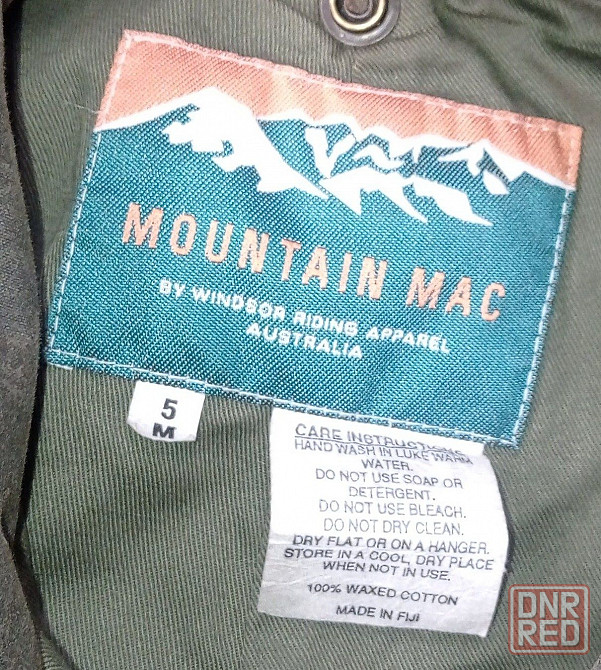 MOUNTAIN MAC
BY WINDSOR RIDING APPAREL
AUSTRALIA
5
M
CARE INSTRUCTIONS
HAND WASH IN LUKE WARM
WATER.
DO NOT USE SOAP OR
DETERGENT.
DO NOT USE BLEACH.
DO NOT DRY CLEAN.
DRY FLAT OR ON A HANGER.
STORE IN A COOL, DRY PLACE
WHEN NOT IN USE.
100% WAXED COTTON
MADE IN FIJI
DNR
RED